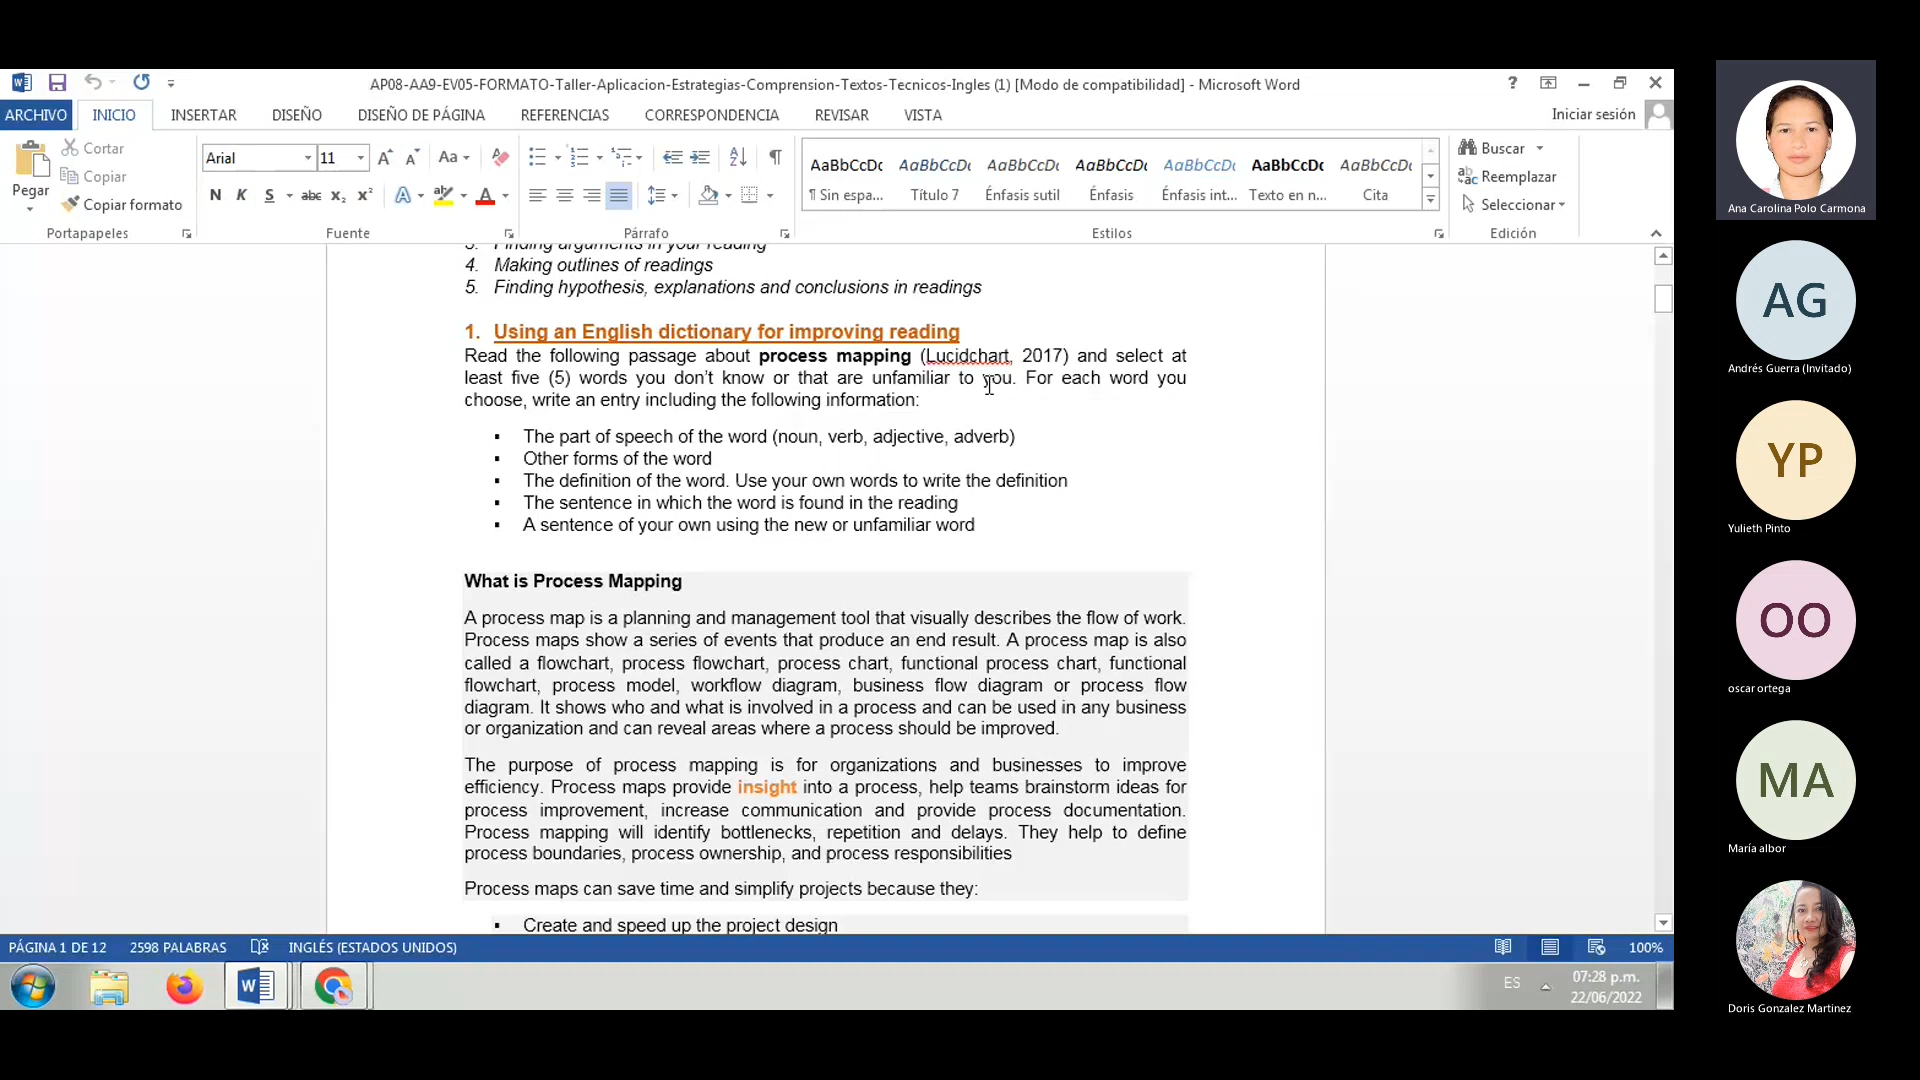 AP08-AA9-EV05-FORMATO-Taller-Aplicacion-Estrategias-Comprension-Textos-Tecnicos-Ingles (1) [Modo de compatibilidad] - Microsoft Word
ARCHIVO INICIO INSERTAR DISEÑO DISEÑO DE PÁGINA REFERENCIAS CORRESPONDENCIA REVISAR VISTA Iniciar sesión
Pegar
Cortar
Copiar
Copiar formato
Portapapeles
Arial 11
Fuente
Párrafo
AaBbCcDc AaBbCcDc AaBbCcDc AaBbCcDc AaBbCcDc AaBbCcDc AaBbCcDc
¶ Sin espa... Título 7 Énfasis sutil Énfasis Énfasis int... Texto en n... Cita
Estilos
Buscar
Reemplazar
Seleccionar
Edición
3. Finding arguments in your reading
4. Making outlines of readings
5. Finding hypothesis, explanations and conclusions in readings
1. Using an English dictionary for improving reading
Read the following passage about process mapping (Lucidchart, 2017) and select at
least five (5) words you don't know or that are unfamiliar to you. For each word you
choose, write an entry including the following information:
▪ The part of speech of the word (noun, verb, adjective, adverb)
▪ Other forms of the word
▪ The definition of the word. Use your own words to write the definition
▪ The sentence in which the word is found in the reading
▪ A sentence of your own using the new or unfamiliar word
What is Process Mapping
A process map is a planning and management tool that visually describes the flow of work.
Process maps show a series of events that produce an end result. A process map is also
called a flowchart, process flowchart, process chart, functional process chart, functional
flowchart, process model, workflow diagram, business flow diagram or process flow
diagram. It shows who and what is involved in a process and can be used in any business
or organization and can reveal areas where a process should be improved.
The purpose of process mapping is for organizations and businesses to improve
efficiency. Process maps provide insight into a process, help teams brainstorm ideas for
process improvement, increase communication and provide process documentation.
Process mapping will identify bottlenecks, repetition and delays. They help to define
process boundaries, process ownership, and process responsibilities
Process maps can save time and simplify projects because they:
▪ Create and speed up the project design
PÁGINA 1 DE 12 2598 PALABRAS INGLÉS (ESTADOS UNIDOS) 100%
ES 07:28 p.m.
22/06/2022
Ana Carolina Polo Carmona
AG
Andrés Guerra (Invitado)
YP
Yulieth Pinto
OO
oscar ortega
MA
María albor
Doris Gonzalez Martinez